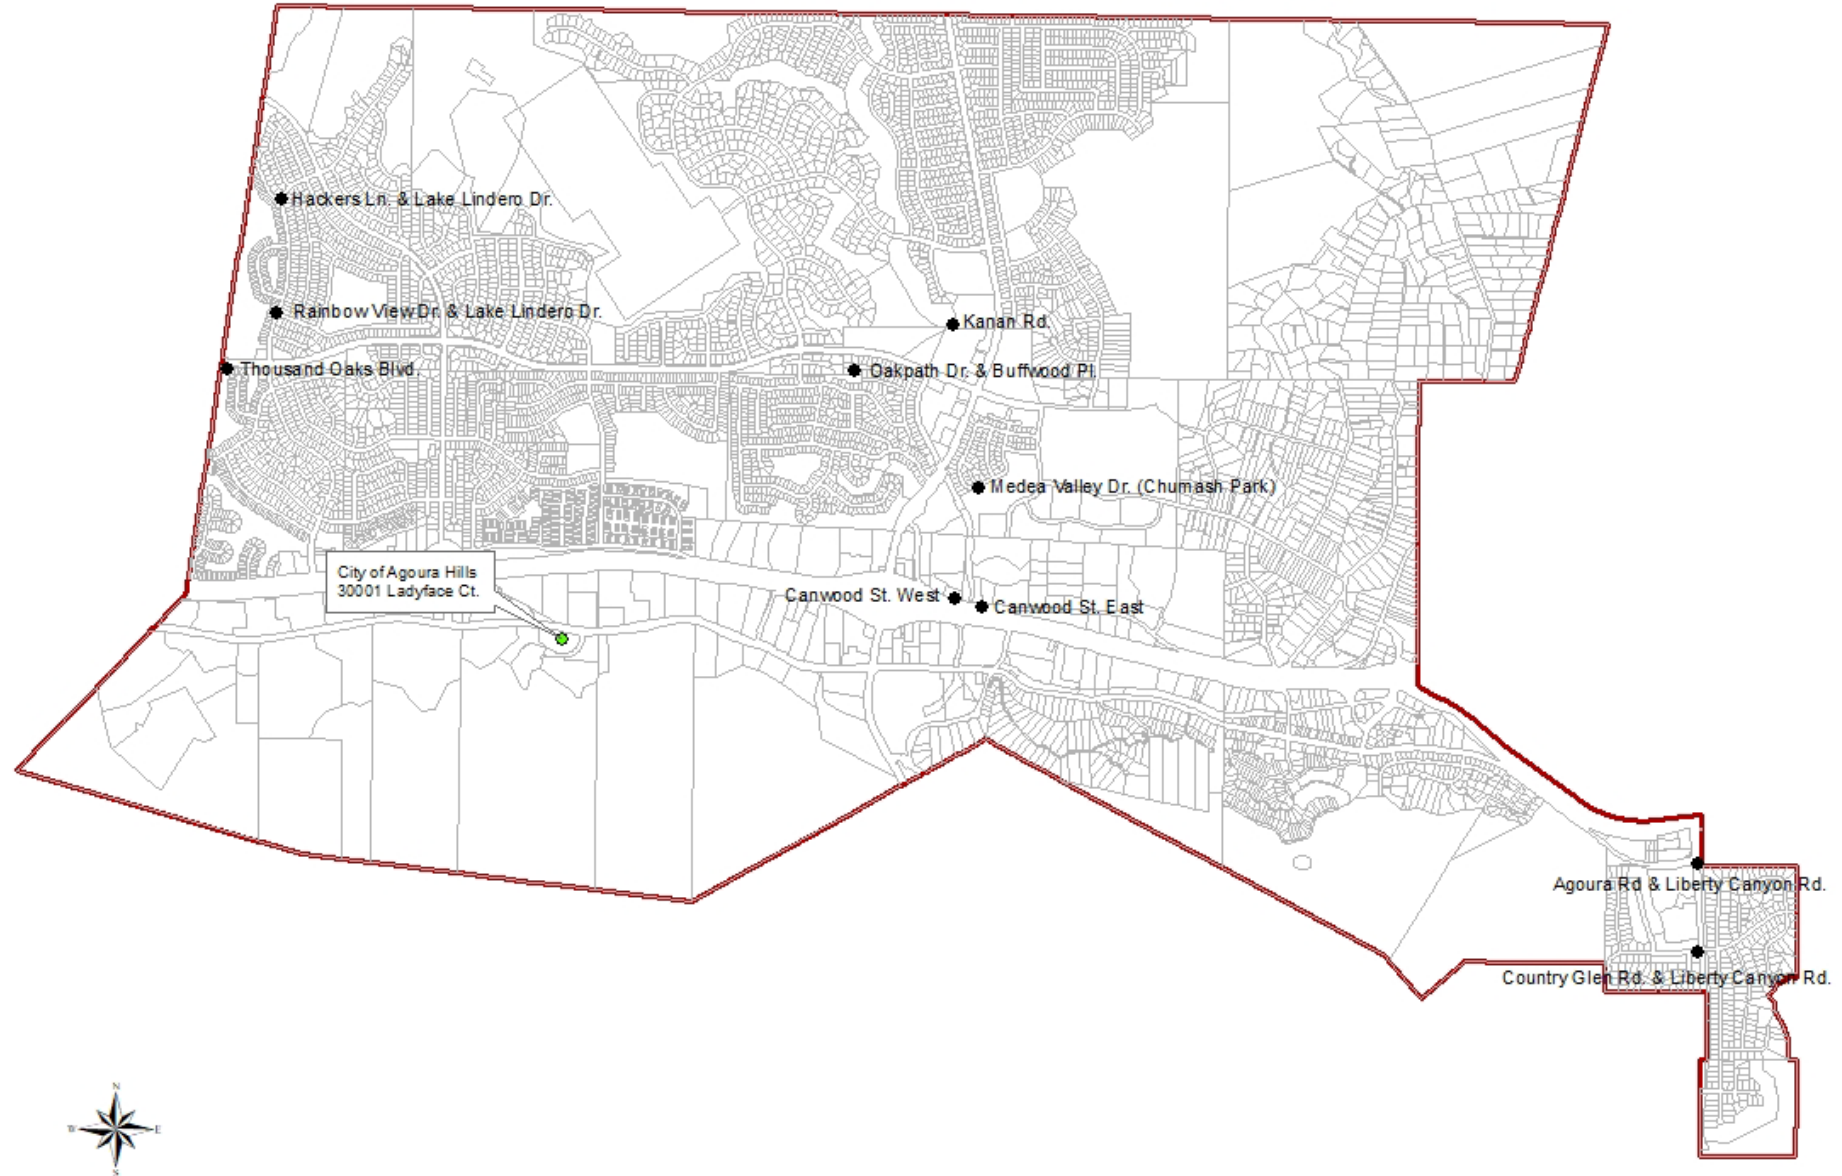 Hackers Ln. & Lake Lindero Dr.
Rainbow View Dr. & Lake Lindero Dr.
Kanan Rd.
Thousand Oaks Blvd.
Oakpath Dr. & Buffwood Pl.
Medea Valley Dr. (Chumash Park)
City of Agoura Hills
30001 Ladyface Ct.
Canwood St. West
Canwood St. East
Agoura Rd & Liberty Canyon Rd.
Country Glen Rd. & Liberty Canyon Rd.
N
W E
S